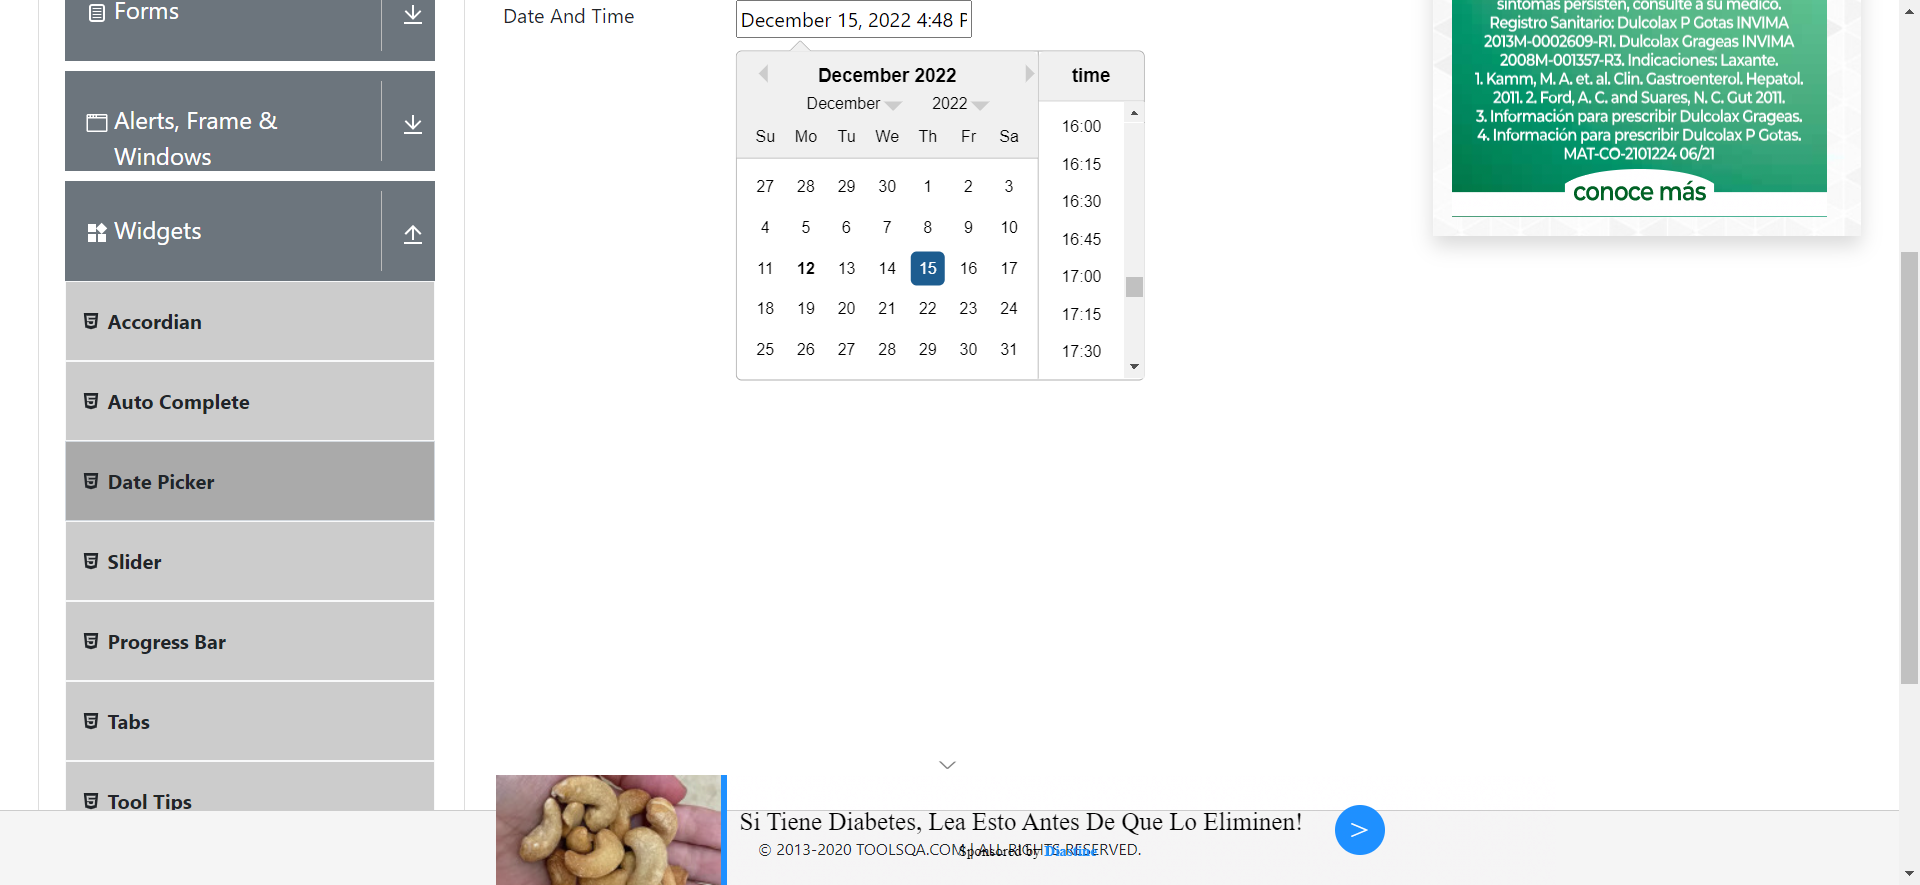 Forms
Alerts, Frame &
Windows
Widgets
Accordian
Auto Complete
Date Picker
Slider
Progress Bar
Tabs
Tool Tips
Date And Time
December 15, 2022 4:48 P
December 2022
December 2022
Su Mo Tu We Th Fr Sa
27 28 29 30 1 2 3
4 5 6 7 8 9 10
11 12 13 14 15 16 17
18 19 20 21 22 23 24
25 26 27 28 29 30 31
time
16:00
16:15
16:30
16:45
17:00
17:15
17:30
síntomas persisten, consulte a su médico.
Registro Sanitario: Dulcolax P Gotas INVIMA
2013M-0002609-R1. Dulcolax Grageas INVIMA
2008M-001357-R3. Indicaciones: Laxante.
1. Kamm, M. A. et. al. Clin. Gastroenterol. Hepatol.
2011. 2. Ford, A. C. and Suares, N. C. Gut 2011.
3. Información para prescribir Dulcolax Grageas.
4. Información para prescribir Dulcolax P Gotas.
MAT-CO-2101224 06/21
conoce más
Si Tiene Diabetes, Lea Esto Antes De Que Lo Eliminen!
>
© 2013-2020 TOOLSQA.COM | ALL RIGHTS RESERVED.
Sponsored by